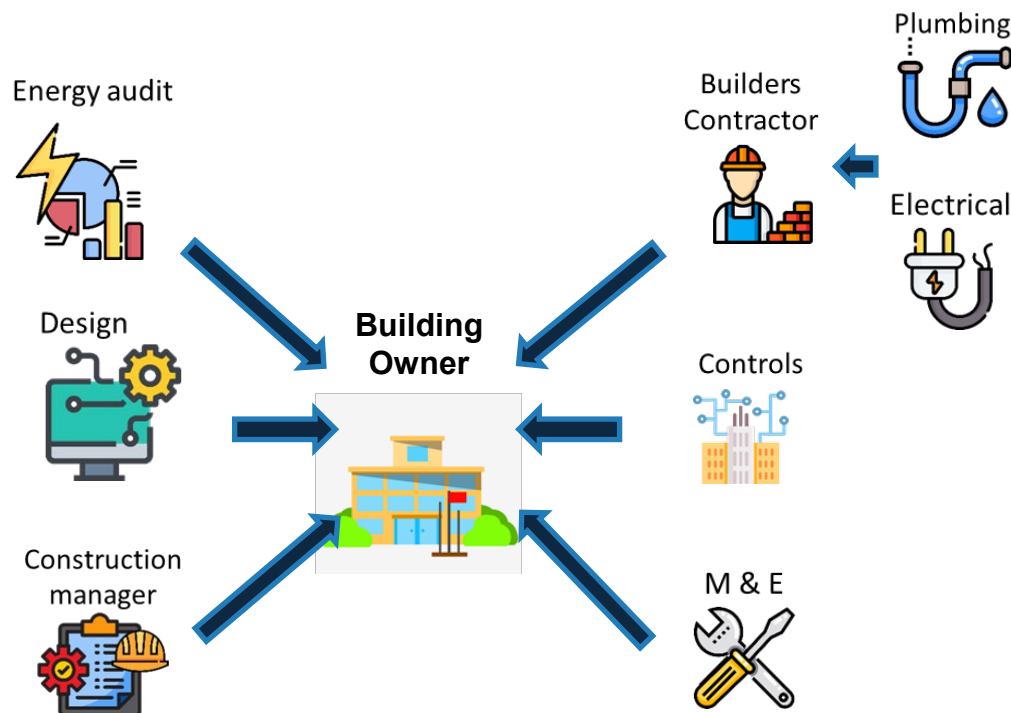 Plumbing
Energy audit
Builders
Contractor
Electrical
Design
Building
Owner
Controls
Construction
manager
M & E